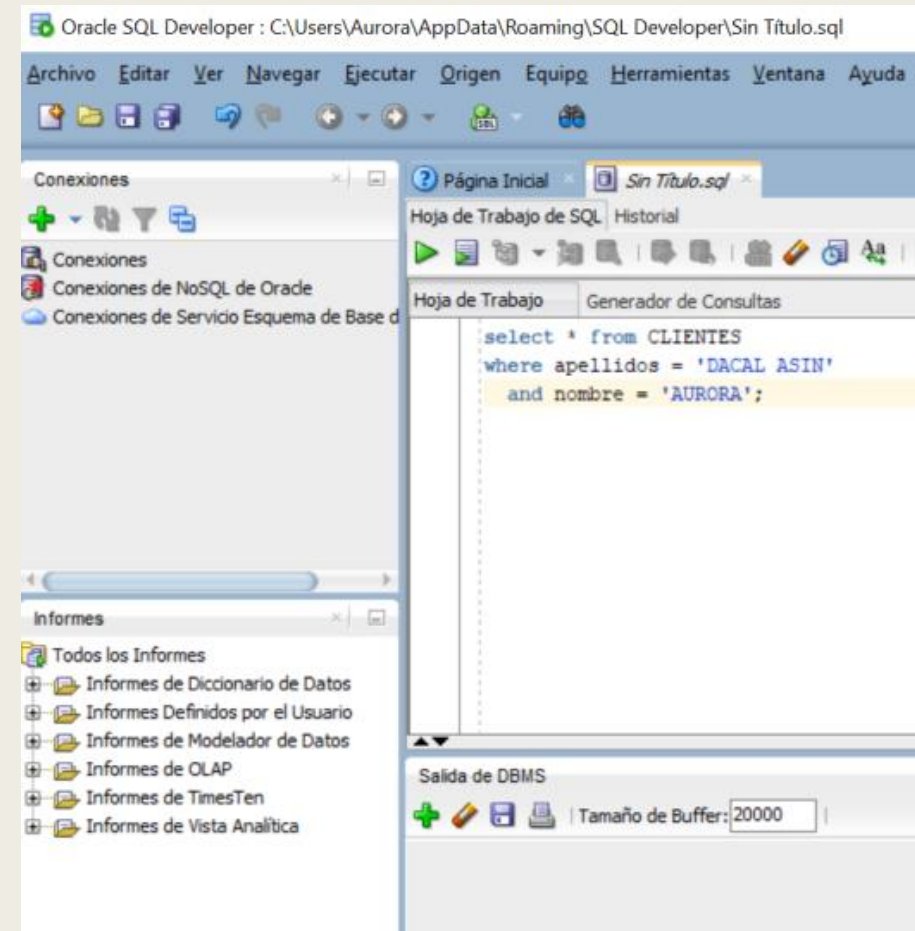 Oracle SQL Developer : C:\Users\Aurora\AppData\Roaming\SQL Developer\Sin Título.sql
Archivo Editar Ver Navegar Ejecutar Origen Equipo Herramientas Ventana Ayuda
Conexiones
Conexiones
Conexiones de NoSQL de Oracle
Conexiones de Servicio Esquema de Base d
Informes
Todos los Informes
Informes de Diccionario de Datos
Informes Definidos por el Usuario
Informes de Modelador de Datos
Informes de OLAP
Informes de TimesTen
Informes de Vista Analítica
Página Inicial Sin Título.sql
Hoja de Trabajo de SQL Historial
Hoja de Trabajo Generador de Consultas
select * from CLIENTES
where apellidos = 'DACAL ASIN'
and nombre = 'AURORA';
Salida de DBMS
Tamaño de Buffer: 20000